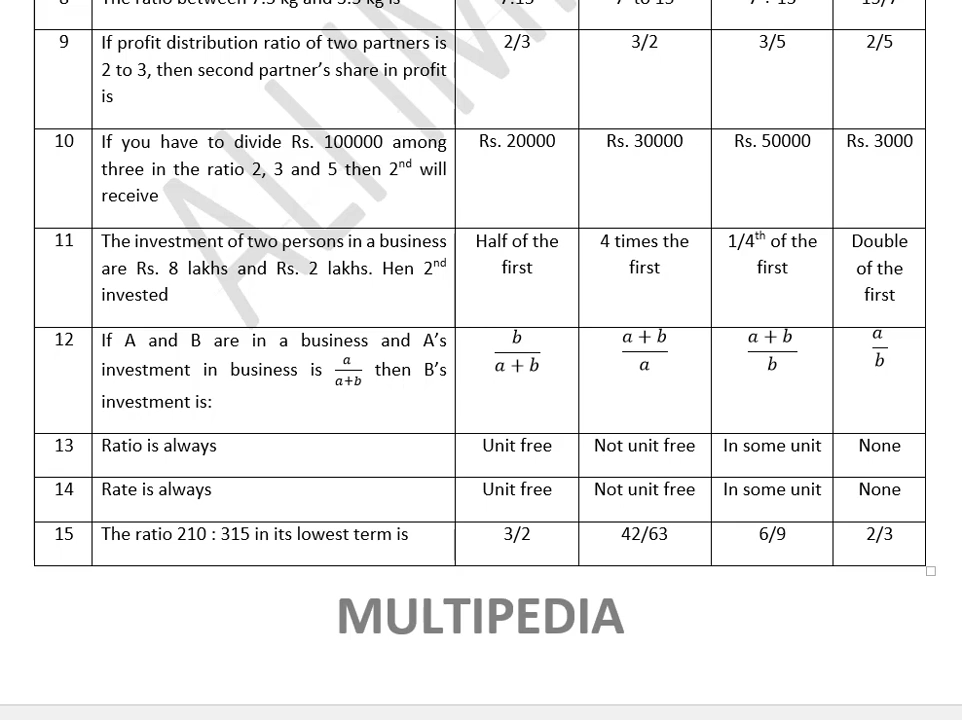 9 If profit distribution ratio of two partners is 2/3 3/2 3/5 2/5
2 to 3, then second partner's share in profit
is
10 If you have to divide Rs. 100000 among Rs. 20000 Rs. 30000 Rs. 50000 Rs. 3000
three in the ratio 2, 3 and 5 then 2nd will
receive
11 The investment of two persons in a business Half of the 4 times the 1/4th of the Double
are Rs. 8 lakhs and Rs. 2 lakhs. Hen 2nd first first first of the
invested first
12 If A and B are in a business and A's b/(a + b) (a + b)/a (a + b)/b a/b
investment in business is a/(a+b) then B's
investment is:
13 Ratio is always Unit free Not unit free In some unit None
14 Rate is always Unit free Not unit free In some unit None
15 The ratio 210 : 315 in its lowest term is 3/2 42/63 6/9 2/3
MULTIPEDIA